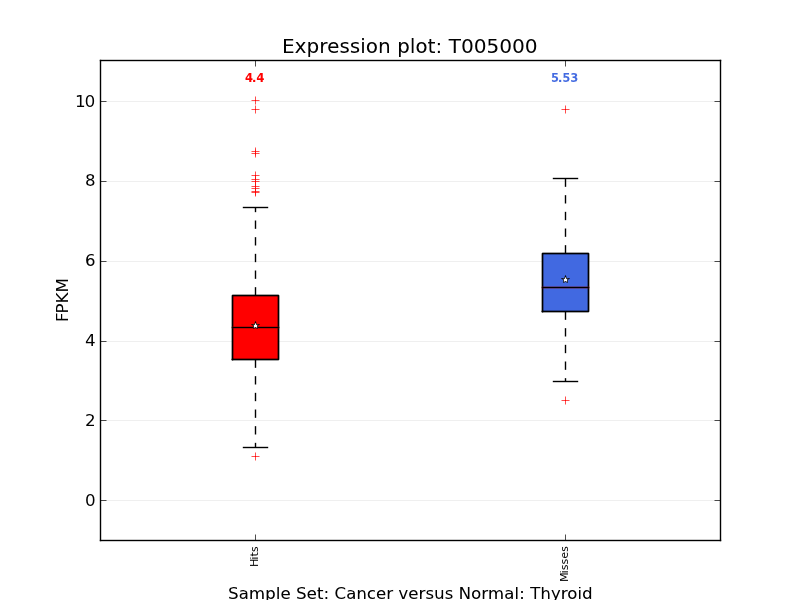 Expression plot: T005000
4.4
5.53
10
8
6
4
2
0
FPKM
Hits
Misses
Sample Set: Cancer versus Normal: Thyroid